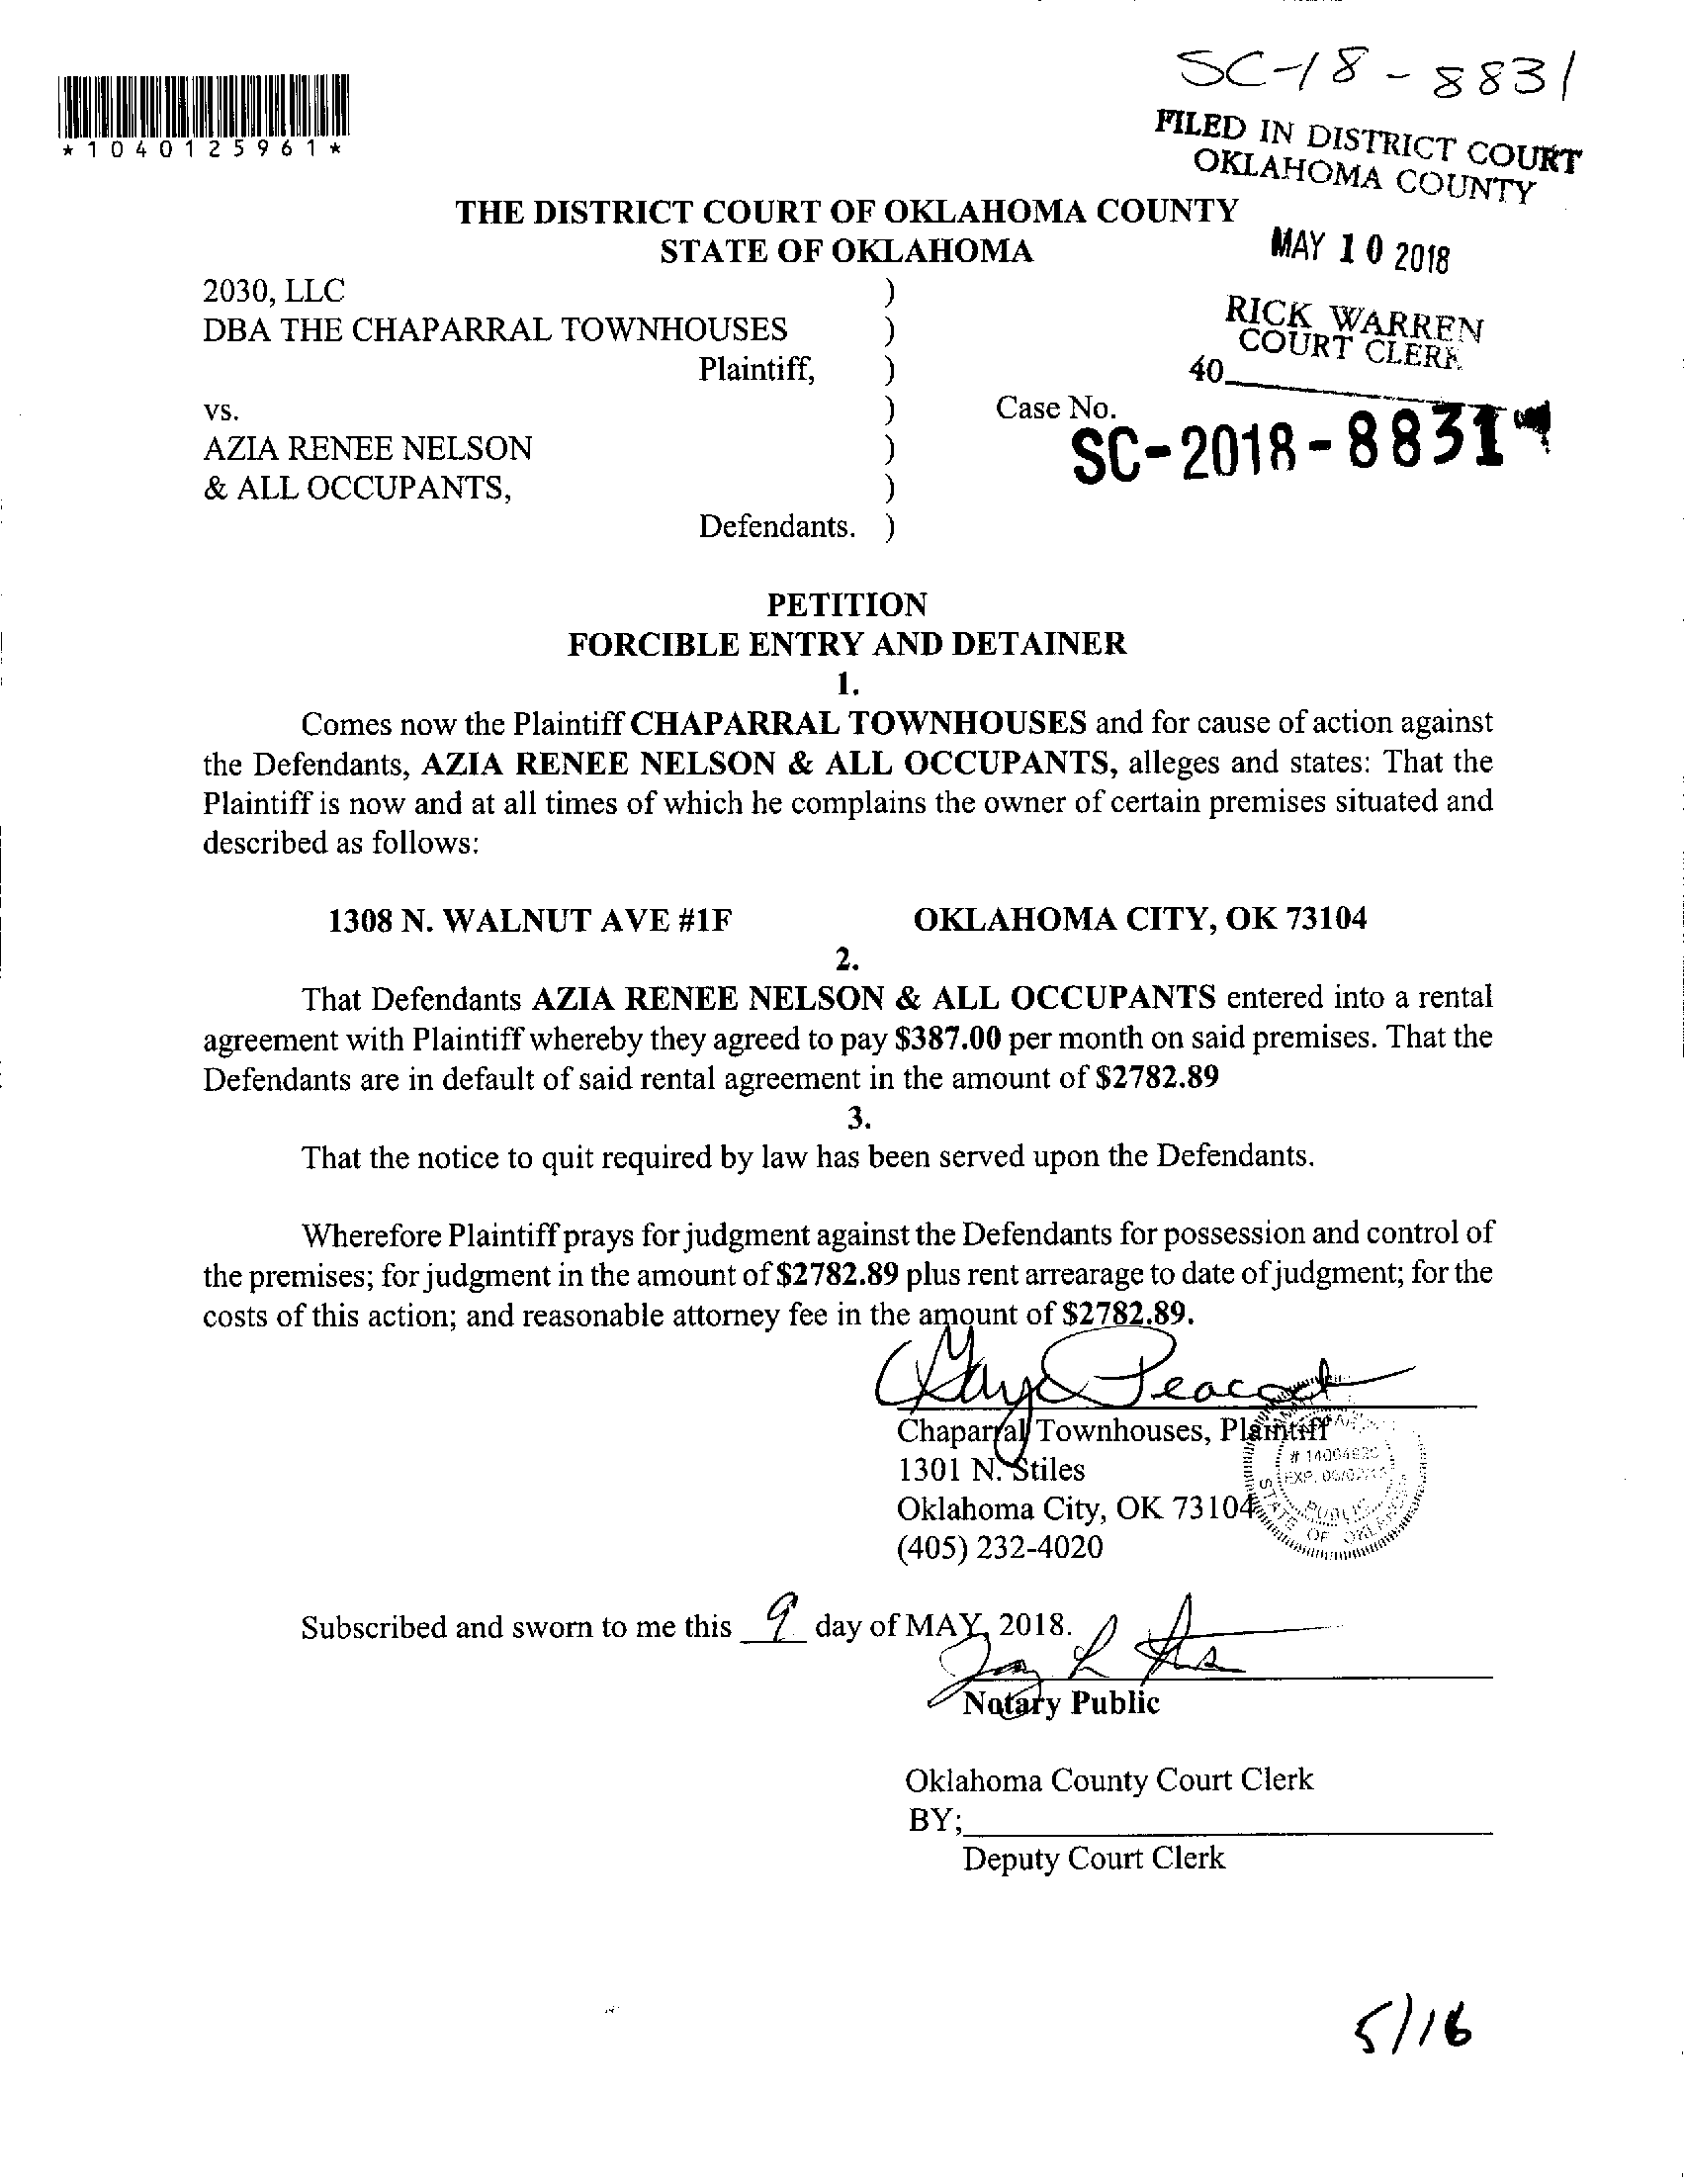 SC-18-8831
*1040125961*
FILED IN DISTRICT COURT
OKLAHOMA COUNTY
THE DISTRICT COURT OF OKLAHOMA COUNTY
STATE OF OKLAHOMA
MAY 10 2018
2030, LLC )
DBA THE CHAPARRAL TOWNHOUSES )
RICK WARREN
COURT CLERK
Plaintiff, )
40
vs. ) Case No.
AZIA RENEE NELSON )
SC-2018-8831
& ALL OCCUPANTS, )
Defendants. )
PETITION
FORCIBLE ENTRY AND DETAINER
1.
Comes now the Plaintiff CHAPARRAL TOWNHOUSES and for cause of action against
the Defendants, AZIA RENEE NELSON & ALL OCCUPANTS, alleges and states: That the
Plaintiff is now and at all times of which he complains the owner of certain premises situated and
described as follows:
1308 N. WALNUT AVE #1F OKLAHOMA CITY, OK 73104
2.
That Defendants AZIA RENEE NELSON & ALL OCCUPANTS entered into a rental
agreement with Plaintiff whereby they agreed to pay $387.00 per month on said premises. That the
Defendants are in default of said rental agreement in the amount of $2782.89
3.
That the notice to quit required by law has been served upon the Defendants.
Wherefore Plaintiff prays for judgment against the Defendants for possession and control of
the premises; for judgment in the amount of $2782.89 plus rent arrearage to date of judgment; for the
costs of this action; and reasonable attorney fee in the amount of $2782.89.
Gaye Peacock
Chaparral Townhouses, Plaintiff
1301 N. Stiles
Oklahoma City, OK 73104
(405) 232-4020
PUBLIC
STATE OF
Subscribed and sworn to me this 9 day of MAY, 2018.
Notary Public
Oklahoma County Court Clerk
BY;
Deputy Court Clerk
5/16